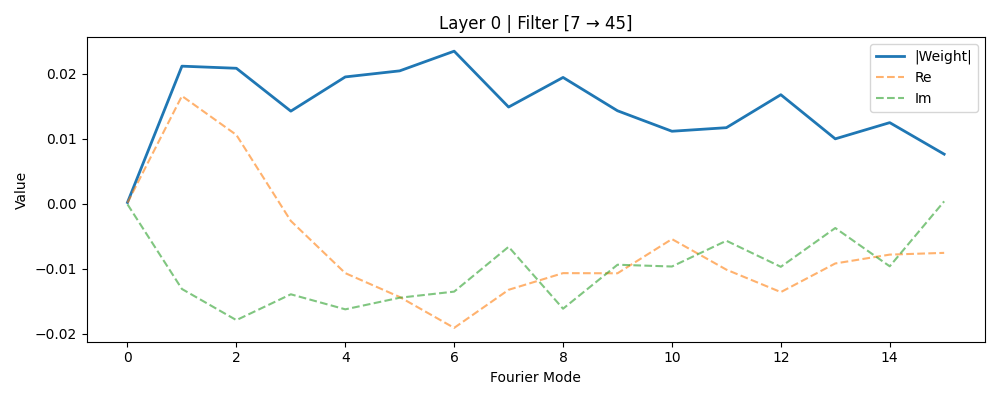 Layer 0 | Filter [7 → 45]
|Weight|
Re
Im
Value
0.02
0.01
0.00
−0.01
−0.02
0 2 4 6 8 10 12 14
Fourier Mode